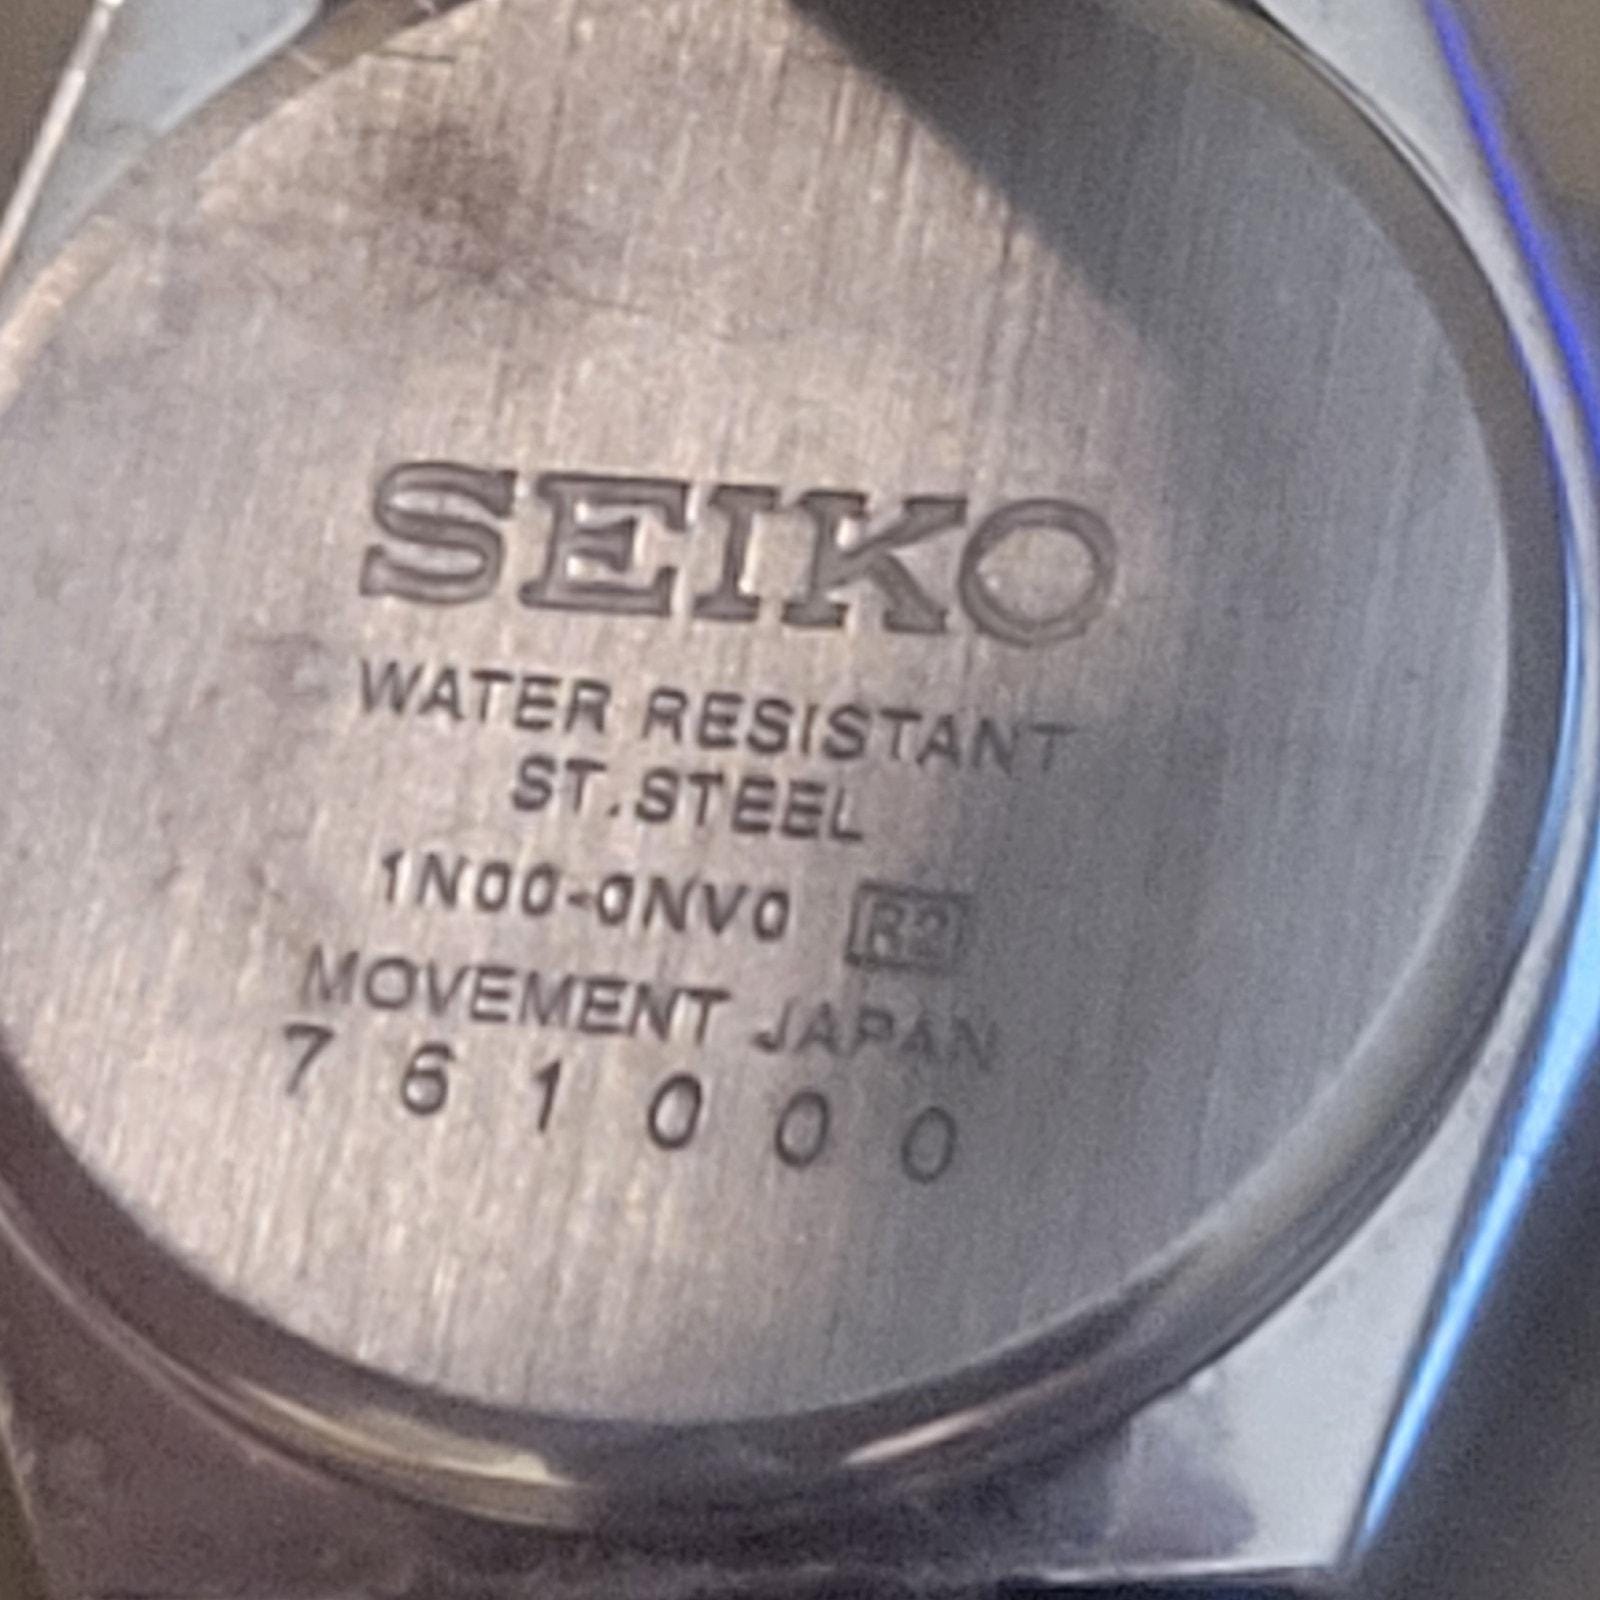 SEIKO
WATER RESISTANT
ST.STEEL
1N00-0NV0 R2
MOVEMENT JAPAN
761000